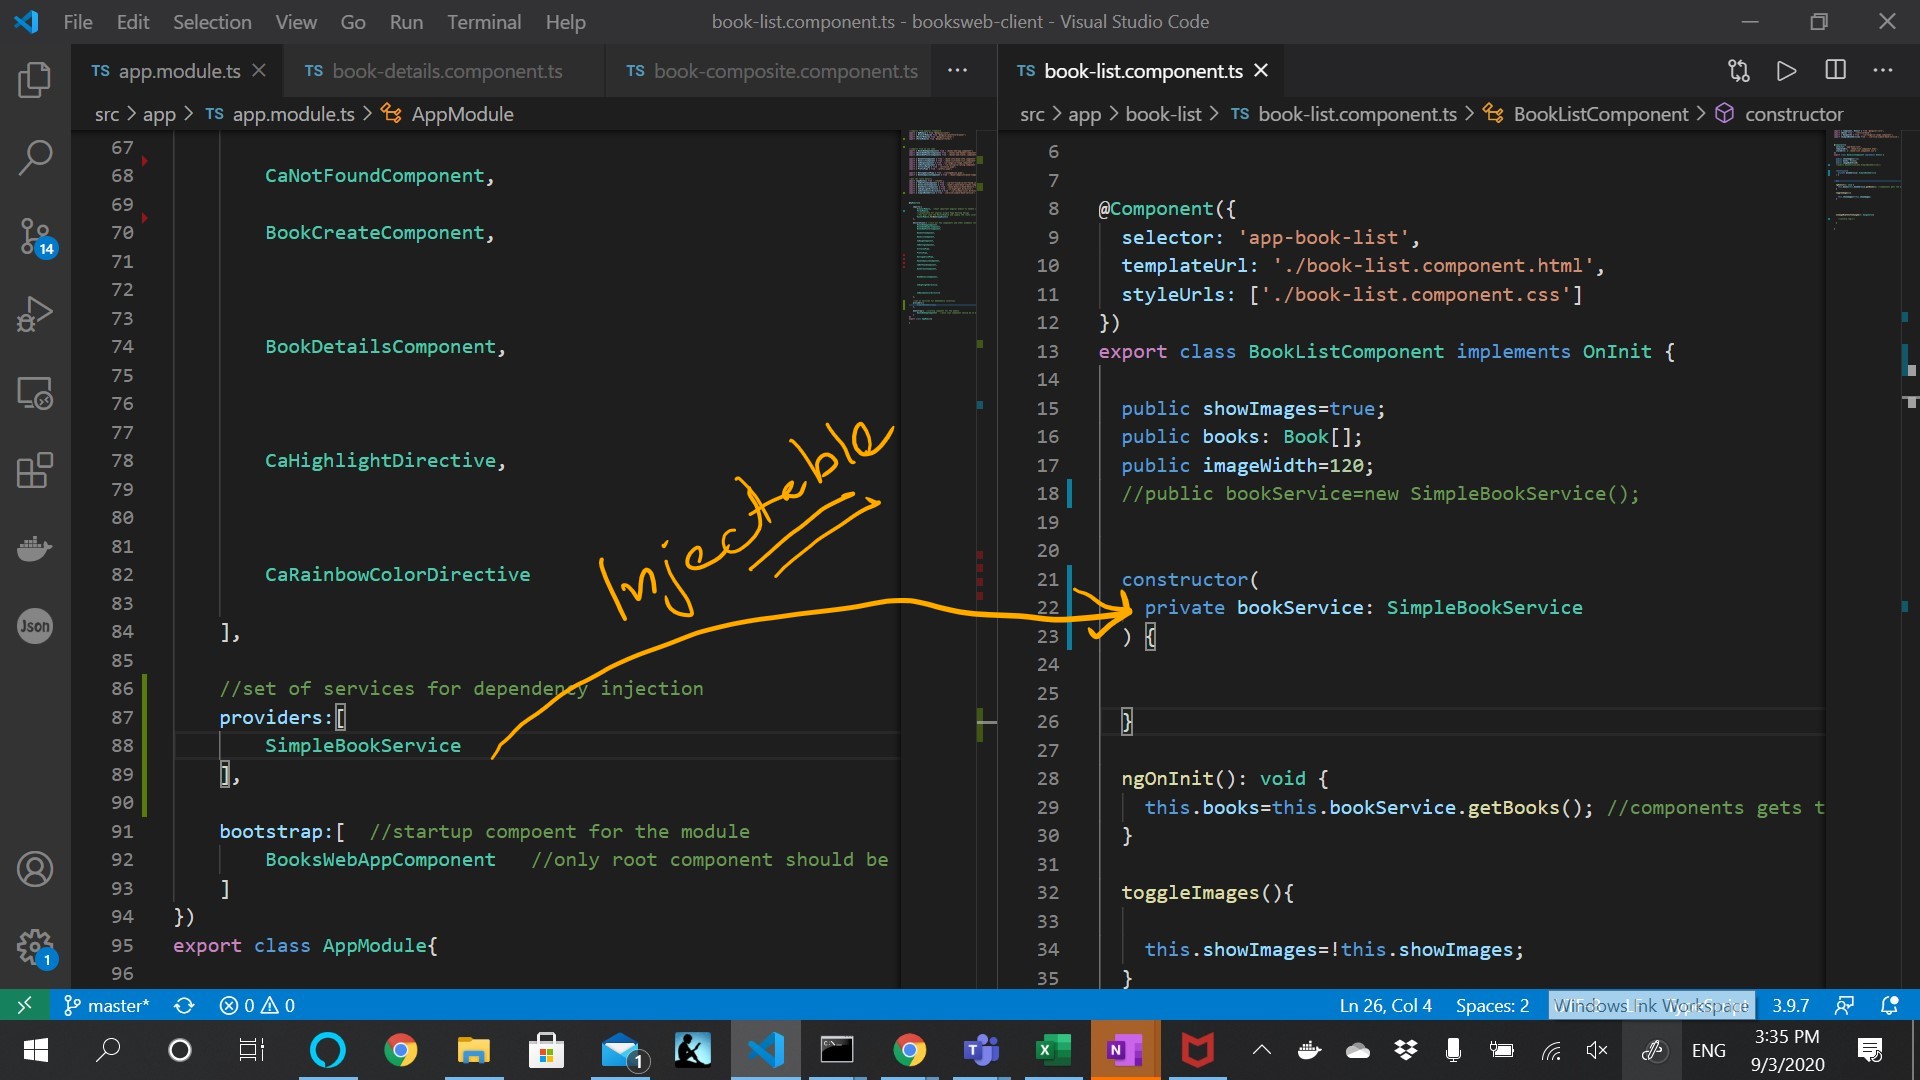 File Edit Selection View Go Run Terminal Help
book-list.component.ts - booksweb-client - Visual Studio Code
TS app.module.ts
TS book-details.component.ts
TS book-composite.component.ts
src > app > TS app.module.ts > AppModule
67
68 CaNotFoundComponent,
69
70 BookCreateComponent,
71
72
73
74 BookDetailsComponent,
75
76
77
78 CaHighlightDirective,
79
80
81
82 CaRainbowColorDirective
83
84 ],
85
86 //set of services for dependency injection
87 providers:[
88 SimpleBookService
89 ],
90
91 bootstrap:[ //startup compoent for the module
92 BooksWebAppComponent //only root component should be
93 ]
94 })
95 export class AppModule{
96
Injectable
TS book-list.component.ts
src > app > book-list > TS book-list.component.ts > BookListComponent > constructor
6
7
8 @Component({
9 selector: 'app-book-list',
10 templateUrl: './book-list.component.html',
11 styleUrls: ['./book-list.component.css']
12 })
13 export class BookListComponent implements OnInit {
14
15 public showImages=true;
16 public books: Book[];
17 public imageWidth=120;
18 //public bookService=new SimpleBookService();
19
20
21 constructor(
22 private bookService: SimpleBookService
23 ) {
24
25
26 }
27
28 ngOnInit(): void {
29 this.books=this.bookService.getBooks(); //components gets t
30 }
31
32 toggleImages(){
33
34 this.showImages=!this.showImages;
35 }
14
Json
1
master* 0 0
Ln 26, Col 4 Spaces: 2 Windows Ink Workspace 3.9.7
1
ENG
3:35 PM
9/3/2020